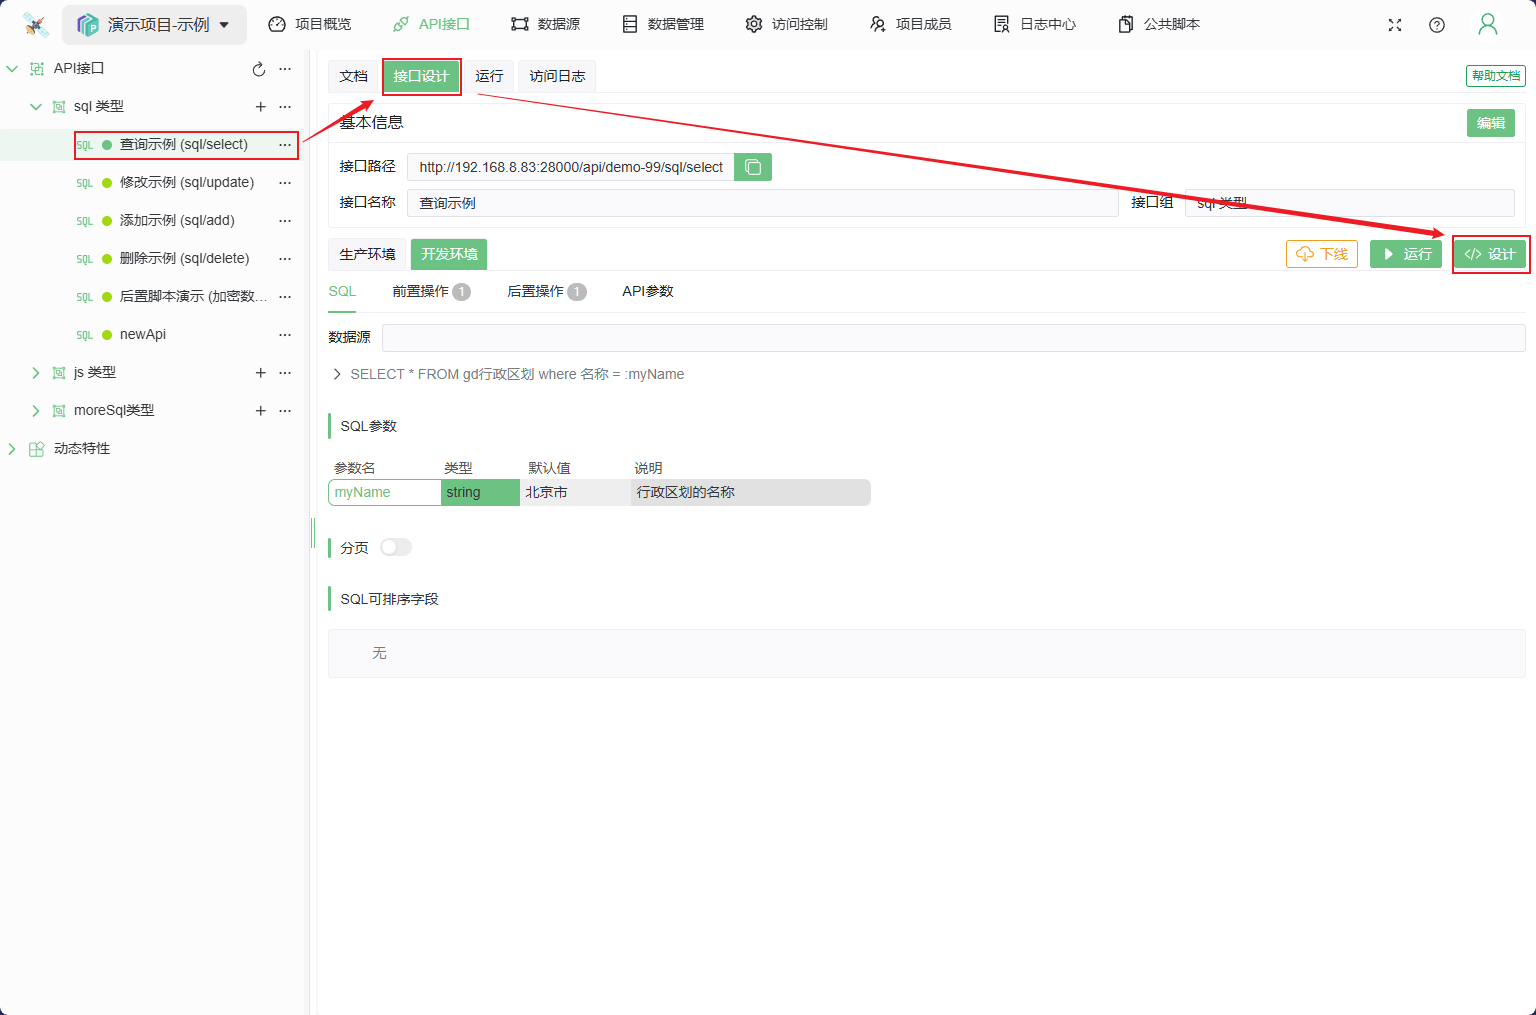 演示项目-示例
项目概览
API接口
数据源
数据管理
访问控制
项目成员
日志中心
公共脚本
API接口
sql 类型
SQL 查询示例 (sql/select)
SQL 修改示例 (sql/update)
SQL 添加示例 (sql/add)
SQL 删除示例 (sql/delete)
SQL 后置脚本演示 (加密数...
SQL newApi
js 类型
moreSql类型
动态特性
文档 接口设计 运行 访问日志
帮助文档
基本信息
编辑
接口路径 http://192.168.8.83:28000/api/demo-99/sql/select
接口名称 查询示例
接口组 sql 类型
生产环境 开发环境
下线 运行 </> 设计
SQL 前置操作 1 后置操作 1 API参数
数据源
SELECT * FROM gd行政区划 where 名称 = :myName
SQL参数
参数名 类型 默认值 说明
myName string 北京市 行政区划的名称
分页
SQL可排序字段
无